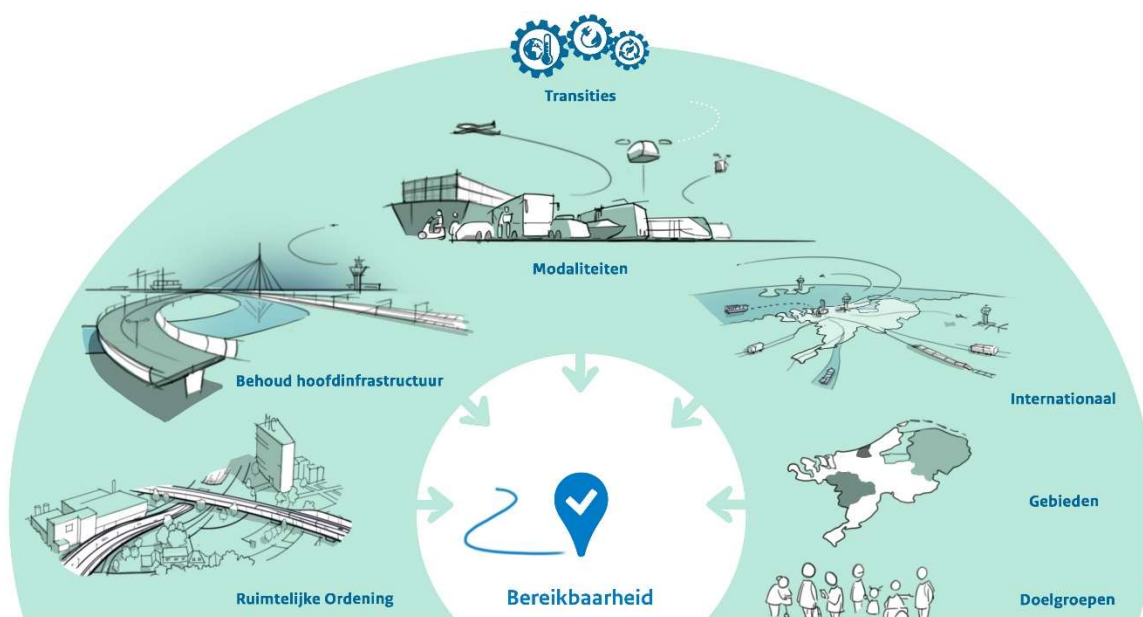 Transities
Modaliteiten
Behoud hoofdinfrastructuur
Internationaal
Gebieden
Ruimtelijke Ordening
Bereikbaarheid
Doelgroepen